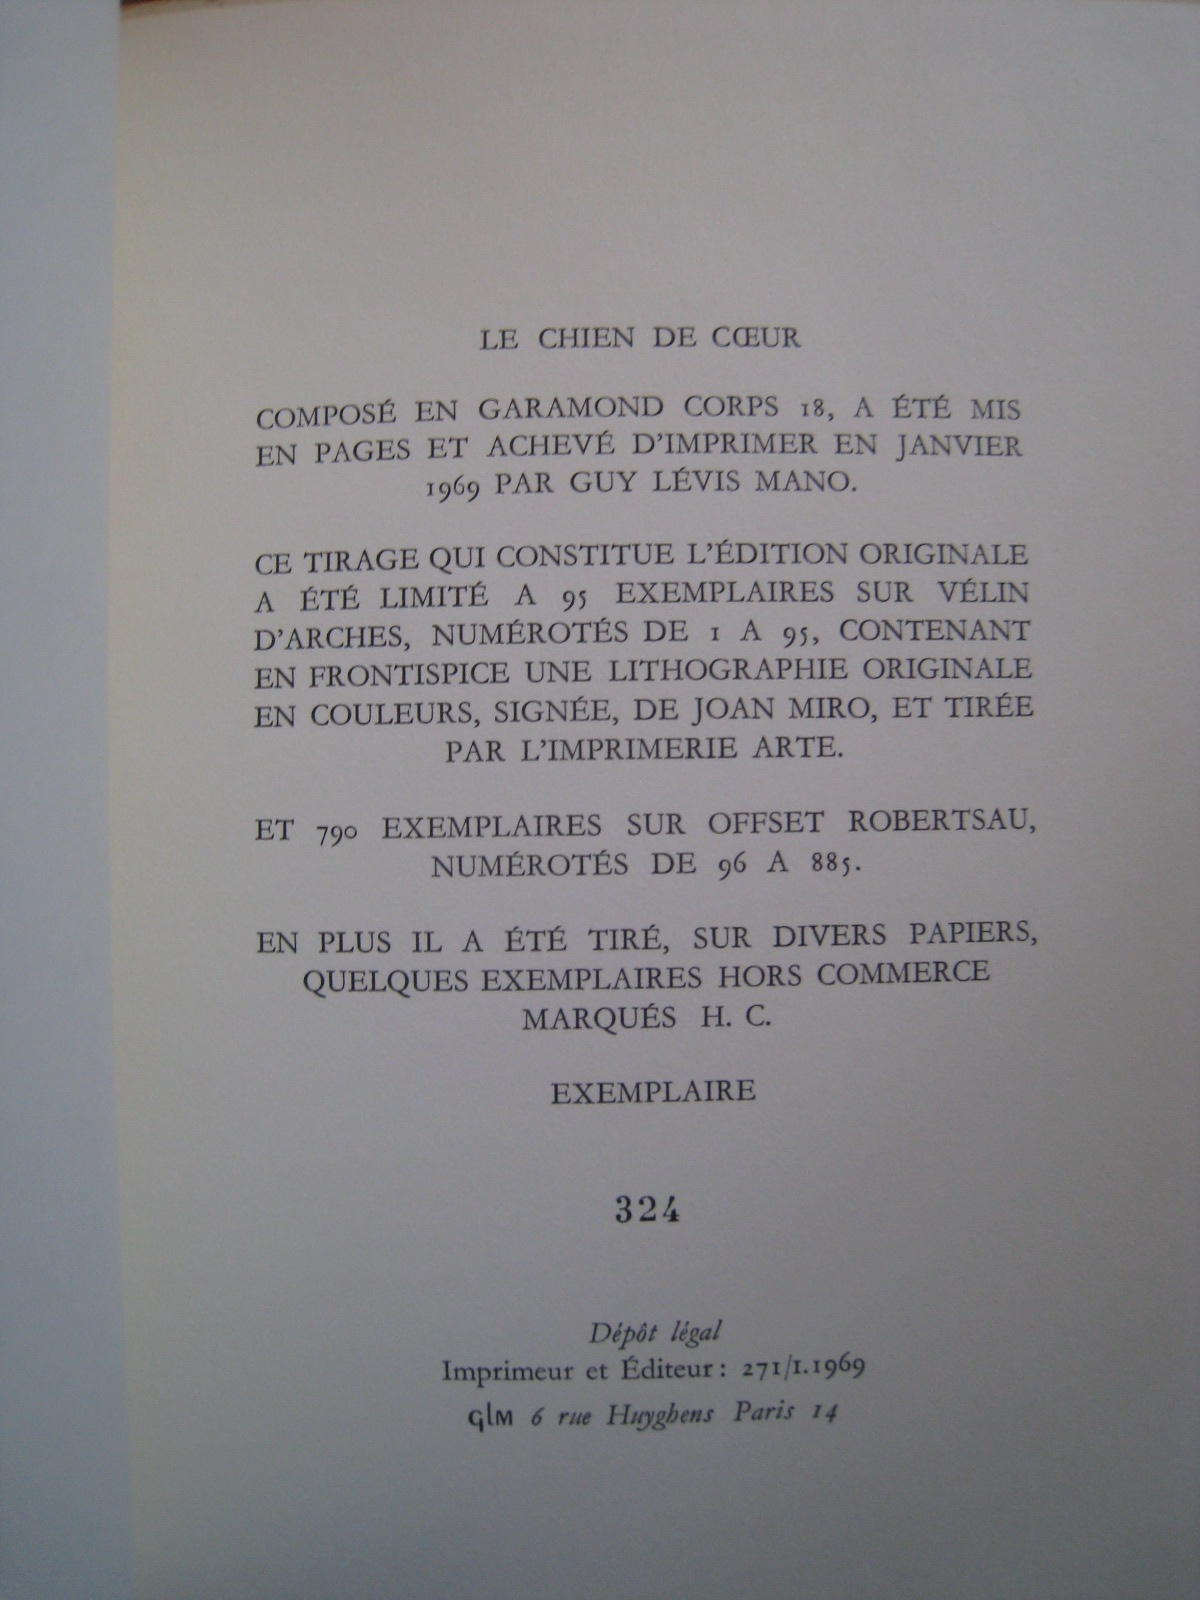 LE CHIEN DE CŒUR
COMPOSÉ EN GARAMOND CORPS 18, A ÉTÉ MIS
EN PAGES ET ACHEVÉ D'IMPRIMER EN JANVIER
1969 PAR GUY LÉVIS MANO.
CE TIRAGE QUI CONSTITUE L'ÉDITION ORIGINALE
A ÉTÉ LIMITÉ A 95 EXEMPLAIRES SUR VÉLIN
D'ARCHES, NUMÉROTÉS DE 1 A 95, CONTENANT
EN FRONTISPICE UNE LITHOGRAPHIE ORIGINALE
EN COULEURS, SIGNÉE, DE JOAN MIRO, ET TIRÉE
PAR L'IMPRIMERIE ARTE.
ET 790 EXEMPLAIRES SUR OFFSET ROBERTSAU,
NUMÉROTÉS DE 96 A 885.
EN PLUS IL A ÉTÉ TIRÉ, SUR DIVERS PAPIERS,
QUELQUES EXEMPLAIRES HORS COMMERCE
MARQUÉS H. C.
EXEMPLAIRE
324
Dépôt légal
Imprimeur et Éditeur : 271/1.1969
GLM 6 rue Huyghens Paris 14